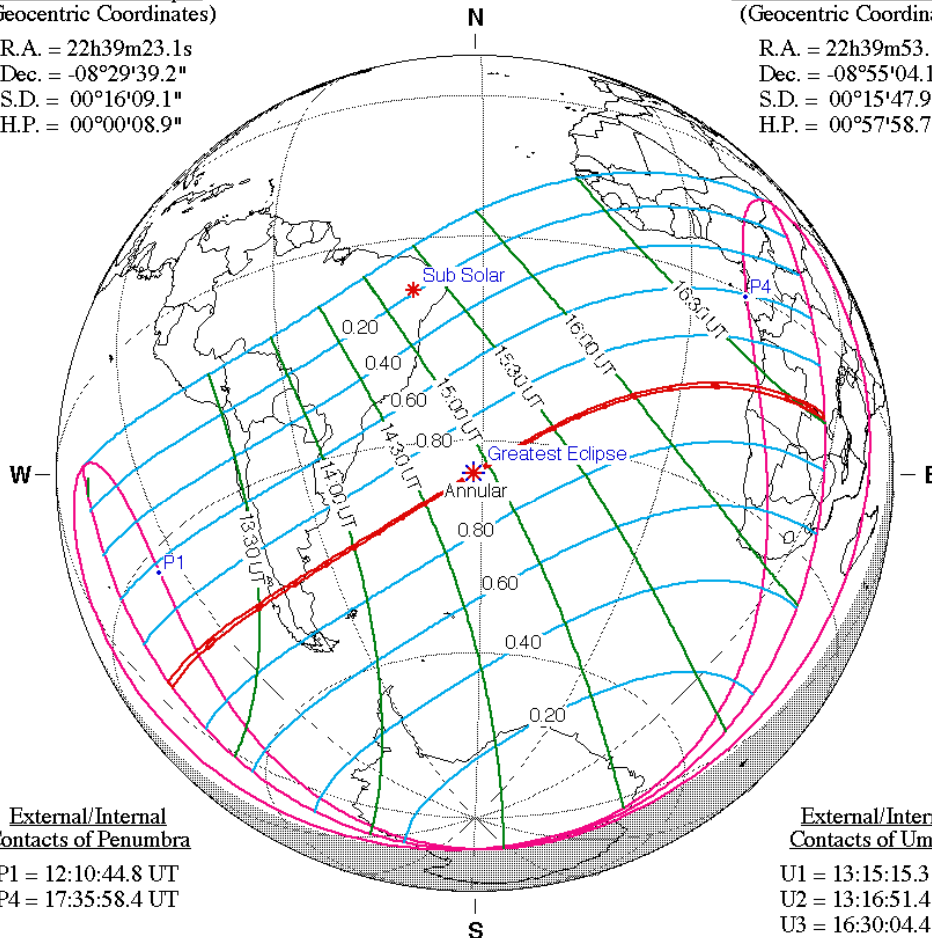 (Geocentric Coordinates)
R.A. = 22h39m23.1s
Dec. = -08°29'39.2"
S.D. = 00°16'09.1"
H.P. = 00°00'08.9"
N
(Geocentric Coordina
R.A. = 22h39m53.
Dec. = -08°55'04.1
S.D. = 00°15'47.9
H.P. = 00°57'58.7
Sub Solar
P4
0.20
0.40
0.60
0.80
13:30 UT
14:00 UT
14:30 UT
15:00 UT
15:30 UT
16:00 UT
16:30 UT
W
E
Greatest Eclipse
Annular
0.80
P1
0.60
0.40
0.20
External/Internal
Contacts of Penumbra
P1 = 12:10:44.8 UT
P4 = 17:35:58.4 UT
S
External/Intern
Contacts of Um
U1 = 13:15:15.3
U2 = 13:16:51.4
U3 = 16:30:04.4